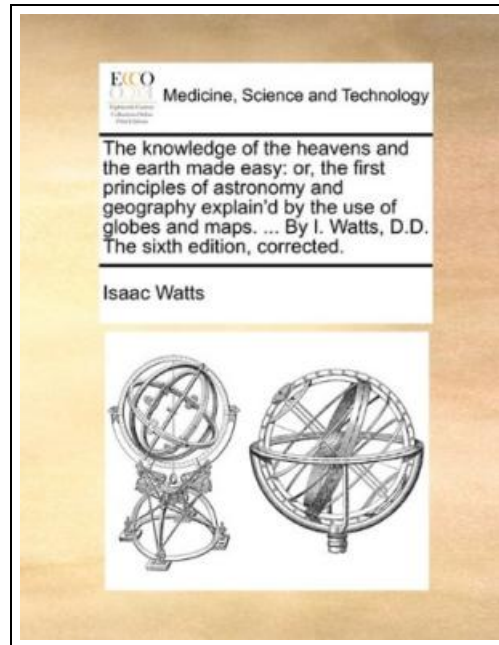 ECCO
Medicine, Science and Technology
The knowledge of the heavens and
the earth made easy: or, the first
principles of astronomy and
geography explain'd by the use of
globes and maps. ... By I. Watts, D.D.
The sixth edition, corrected.
Isaac Watts